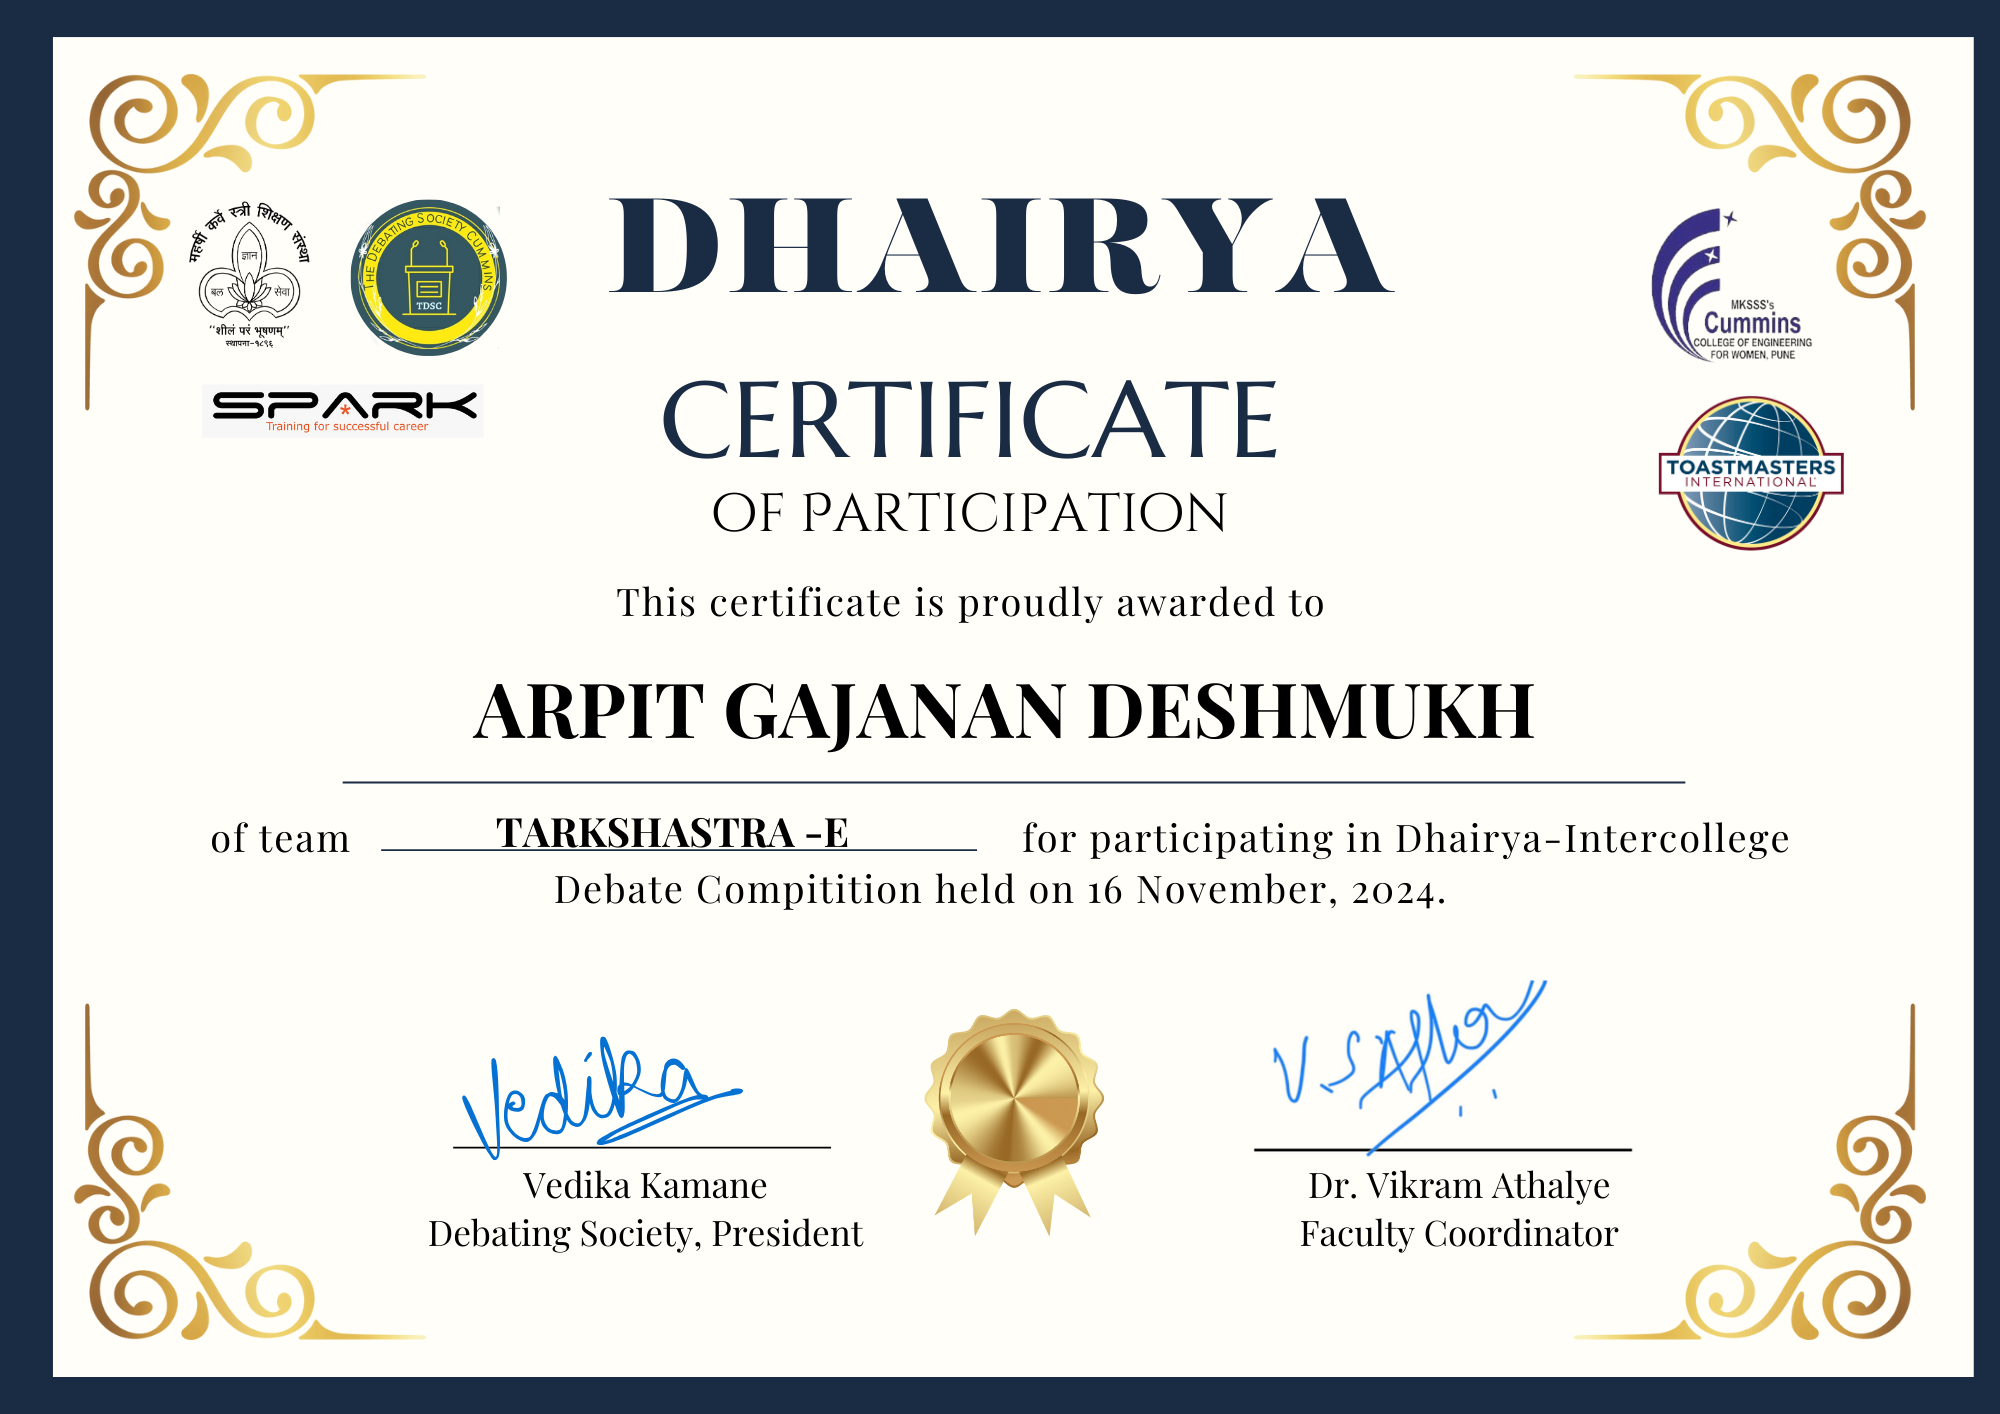 महर्षी कर्वे स्त्री शिक्षण संस्था
ज्ञान
बल सेवा
"शीलं परं भूषणम्"
स्थापना-१८९६
THE DEBATING SOCIETY CUMMINS
TDSC
SPARK
Training for successful career
DHAIRYA
MKSSS's
Cummins
COLLEGE OF ENGINEERING
FOR WOMEN, PUNE
TOASTMASTERS
INTERNATIONAL
CERTIFICATE
OF PARTICIPATION
This certificate is proudly awarded to
ARPIT GAJANAN DESHMUKH
of team TARKSHASTRA -E for participating in Dhairya-Intercollege
Debate Compitition held on 16 November, 2024.
Vedika
V.S.Athalye
Vedika Kamane
Debating Society, President
Dr. Vikram Athalye
Faculty Coordinator